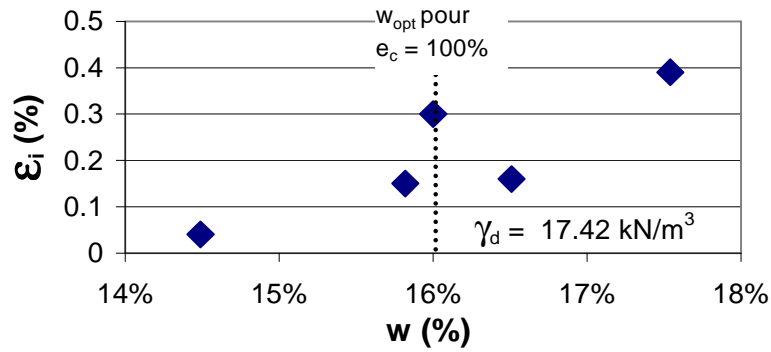 w_opt pour
e_c = 100%
0.5
0.4
0.3
0.2
0.1
0
ε_i (%)
γ_d = 17.42 kN/m³
14% 15% 16% 17% 18%
w (%)